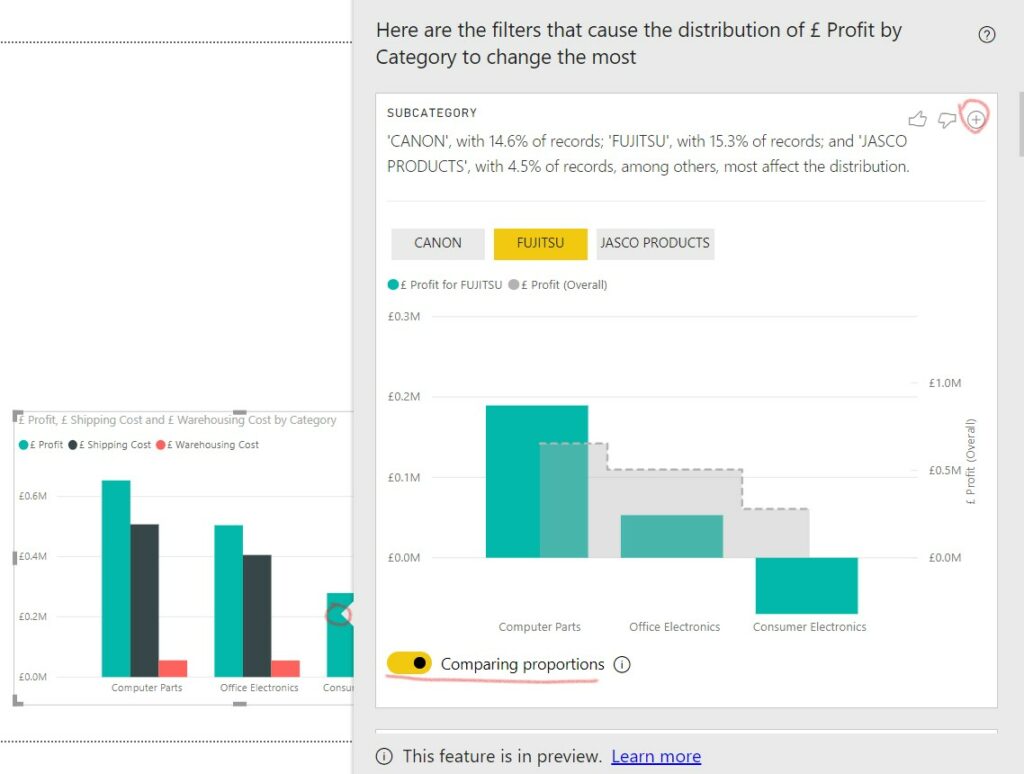 Here are the filters that cause the distribution of £ Profit by
Category to change the most
SUBCATEGORY
'CANON', with 14.6% of records; 'FUJITSU', with 15.3% of records; and 'JASCO
PRODUCTS', with 4.5% of records, among others, most affect the distribution.
CANON FUJITSU JASCO PRODUCTS
£ Profit for FUJITSU £ Profit (Overall)
£0.3M
£0.2M
£0.1M
£0.0M
£1.0M
£0.5M
£0.0M
£ Profit (Overall)
Computer Parts Office Electronics Consumer Electronics
Comparing proportions
This feature is in preview. Learn more
£ Profit, £ Shipping Cost and £ Warehousing Cost by Category
£ Profit £ Shipping Cost £ Warehousing Cost
£0.6M
£0.4M
£0.2M
£0.0M
Computer Parts Office Electronics Consu